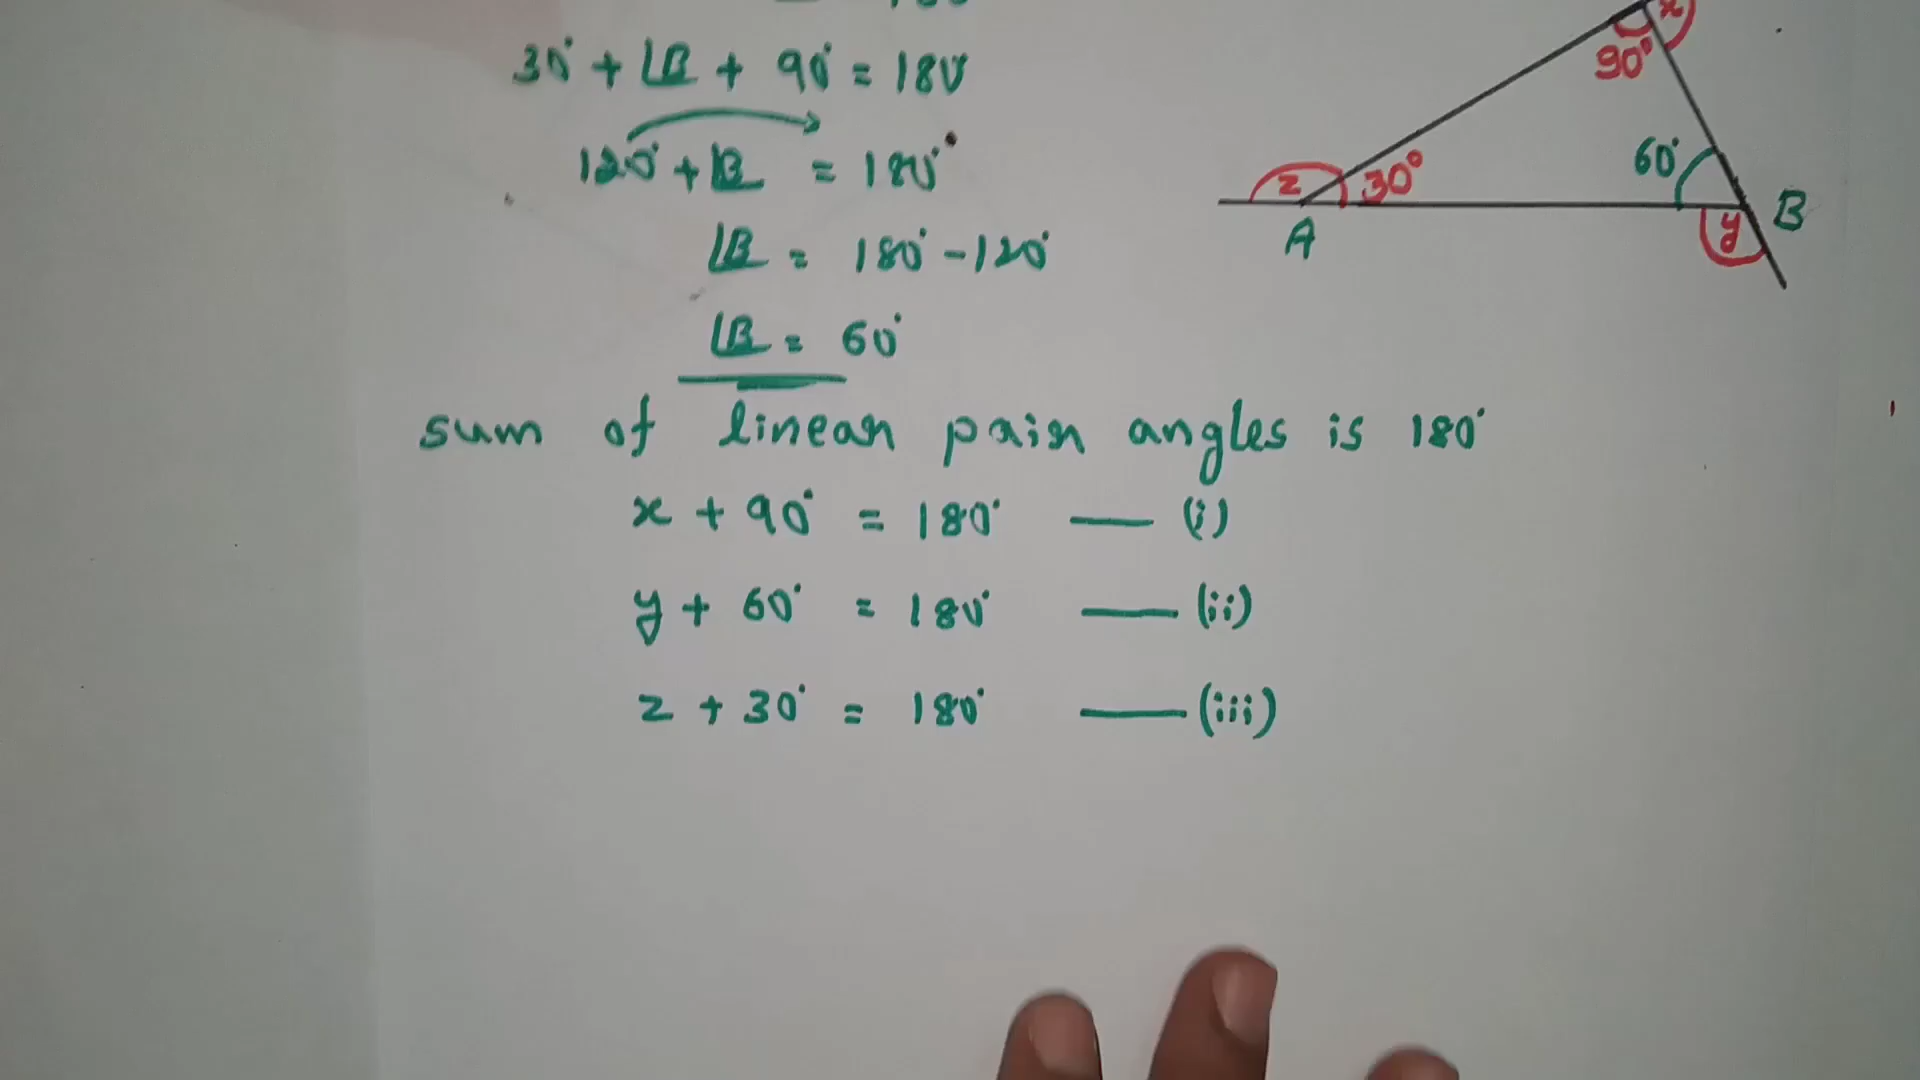 30° + ∠B + 90° = 180
120° + ∠B = 180°
∠B = 180° - 120°
∠B = 60°
sum of linear pair angles is 180°
x + 90° = 180° — (i)
y + 60° = 180° — (ii)
z + 30° = 180° — (iii)
x
90°
60°
z 30°
A
y
B